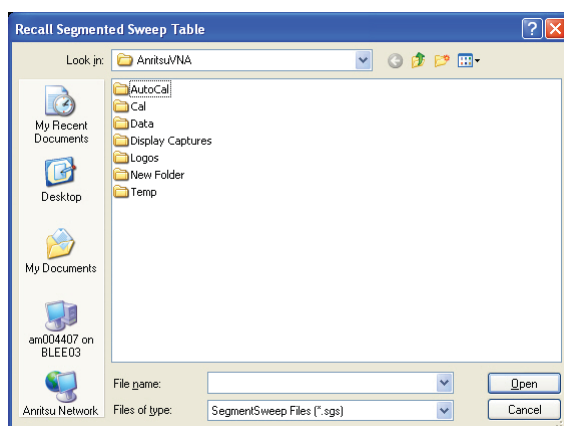 Recall Segmented Sweep Table
Look in: AnritsuVNA
AutoCal
Cal
Data
Display Captures
Logos
New Folder
Temp
My Recent
Documents
Desktop
My Documents
am004407 on
BLEE03
Anritsu Network
File name:
Open
Files of type: SegmentSweep Files (*.sgs)
Cancel